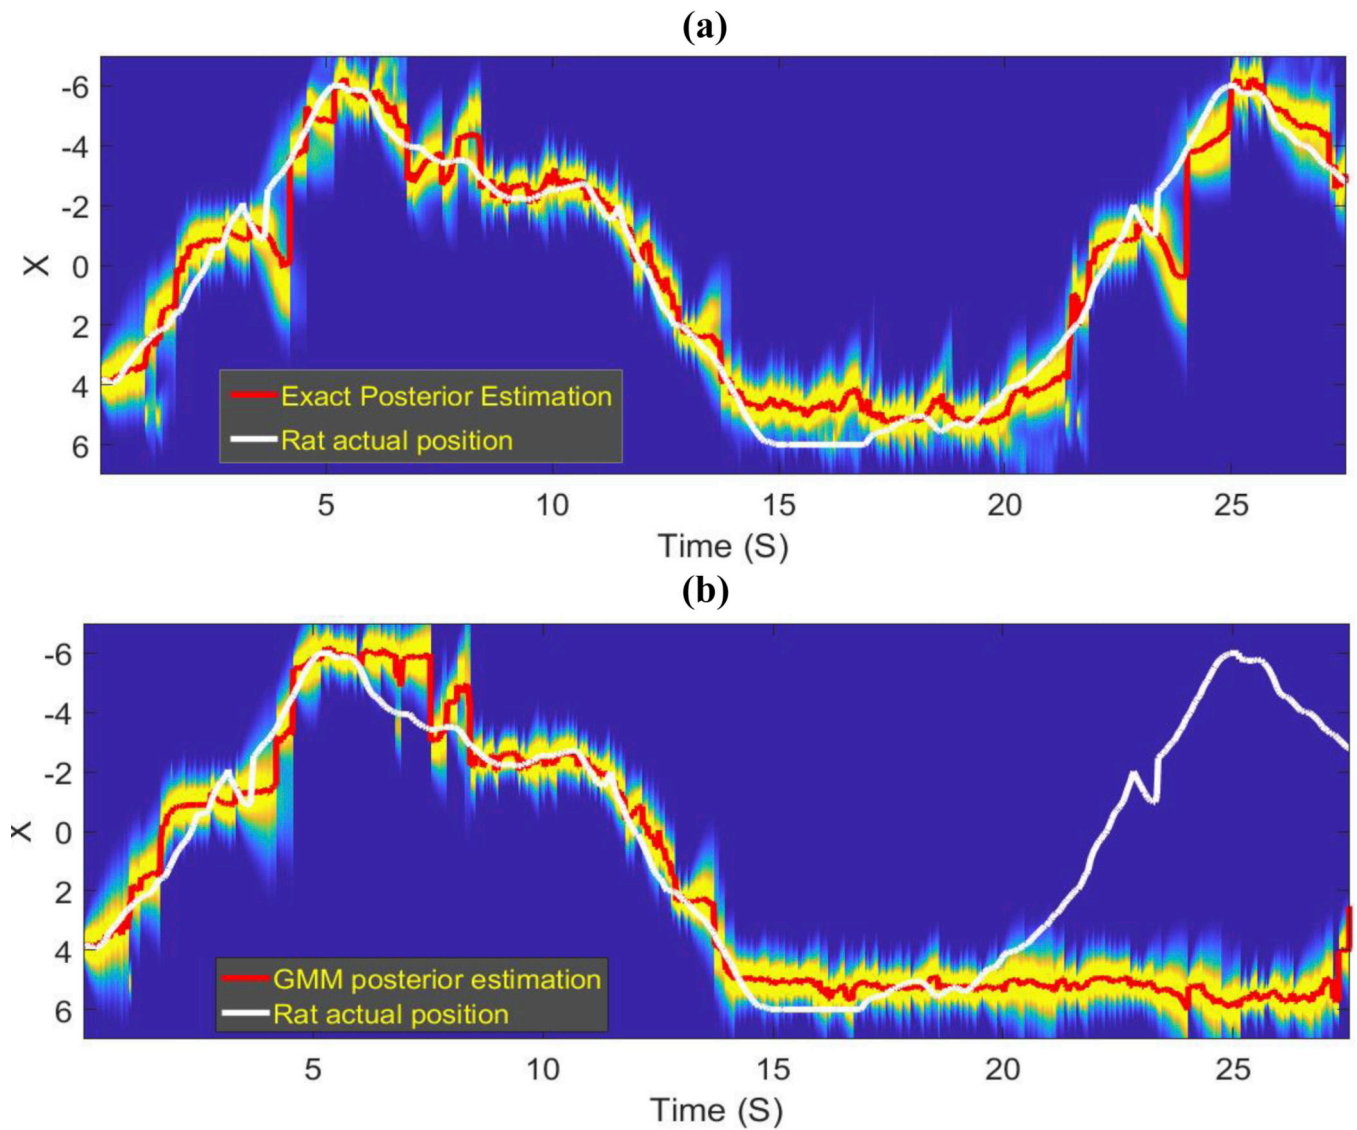 (a)
-6
-4
-2
0
2
4
6
X
Exact Posterior Estimation
Rat actual position
5
10
15
20
25
Time (S)
(b)
-6
-4
-2
0
2
4
6
X
GMM posterior estimation
Rat actual position
5
10
15
20
25
Time (S)